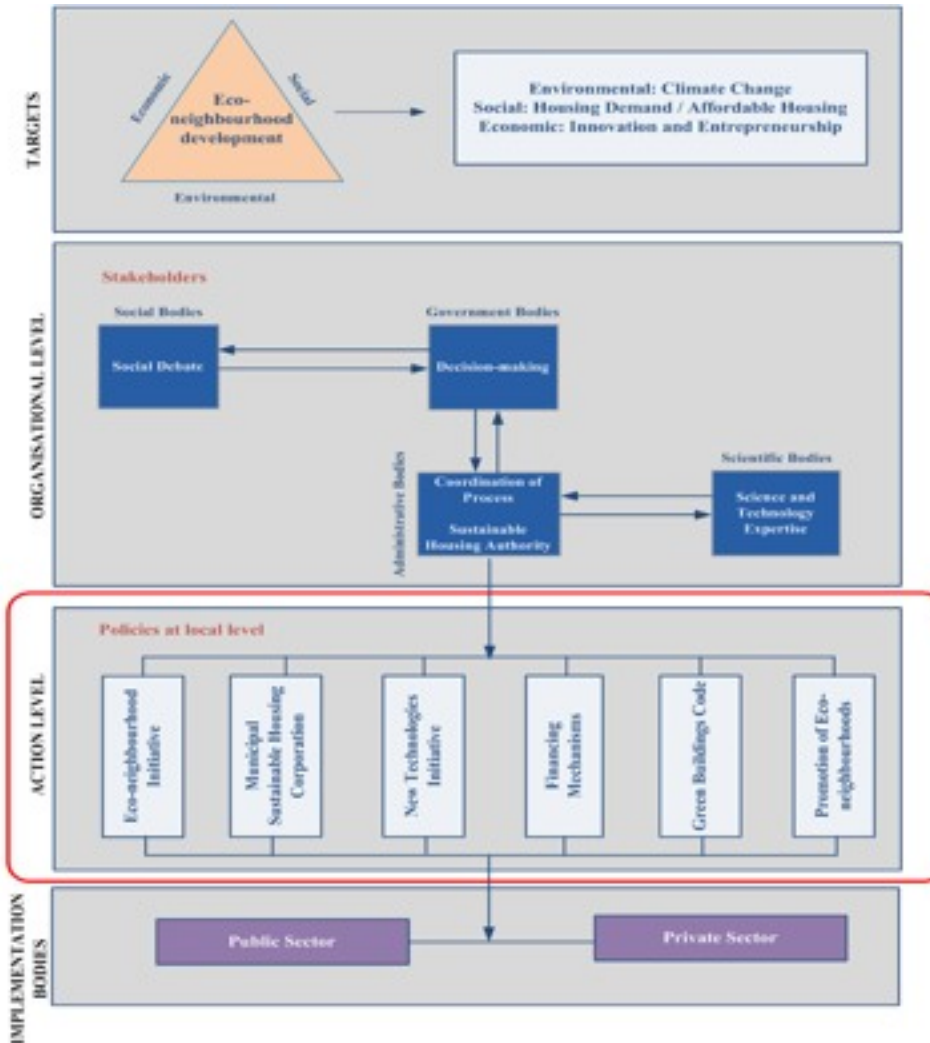 TARGETS
Economic
Social
Eco-
neighbourhood
development
Environmental
Environmental: Climate Change
Social: Housing Demand / Affordable Housing
Economic: Innovation and Entrepreneurship
ORGANISATIONAL LEVEL
Stakeholders
Social Bodies
Social Debate
Government Bodies
Decision-making
Administrative Bodies
Coordination of
Process
Sustainable
Housing Authority
Scientific Bodies
Science and
Technology
Expertise
ACTION LEVEL
Policies at local level
Eco-neighbourhood
Initiative
Municipal
Sustainable Housing
Corporation
New Technologies
Initiative
Financing
Mechanisms
Green Buildings Code
Promotion of Eco-
neighbourhoods
IMPLEMENTATION
BODIES
Public Sector
Private Sector